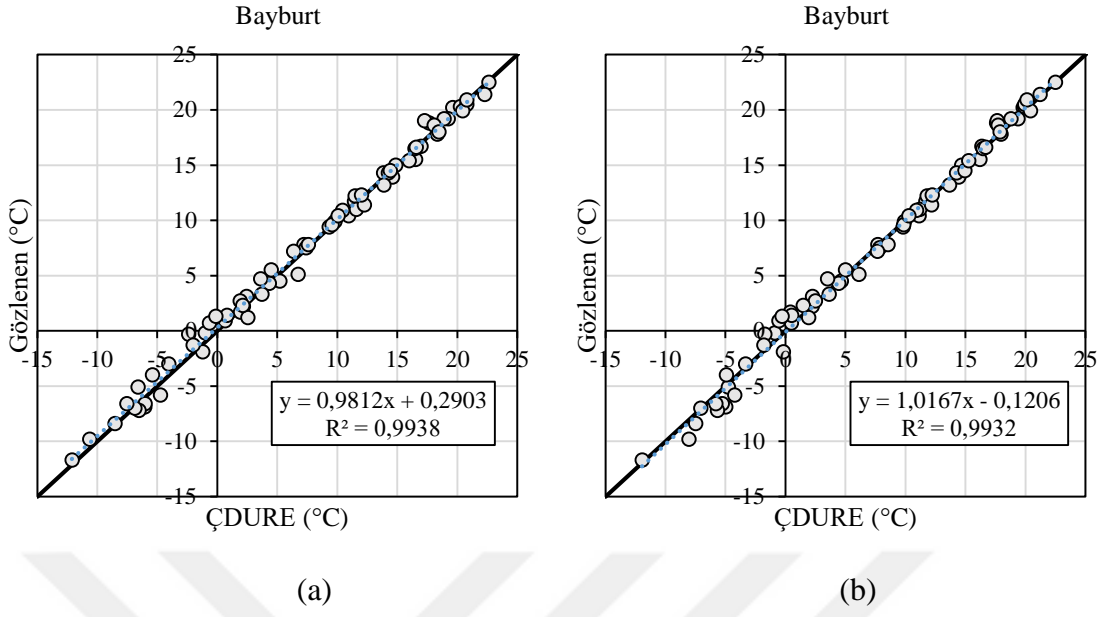 Bayburt
25
20
15
10
5
0
-15 -10 -5 0 5 10 15 20 25
-5
-10
-15
Gözlenen (°C)
y = 0,9812x + 0,2903
R² = 0,9938
ÇDURE (°C)
(a)
Bayburt
25
20
15
10
5
0
-15 -10 -5 0 5 10 15 20 25
-5
-10
-15
Gözlenen (°C)
y = 1,0167x - 0,1206
R² = 0,9932
ÇDURE (°C)
(b)